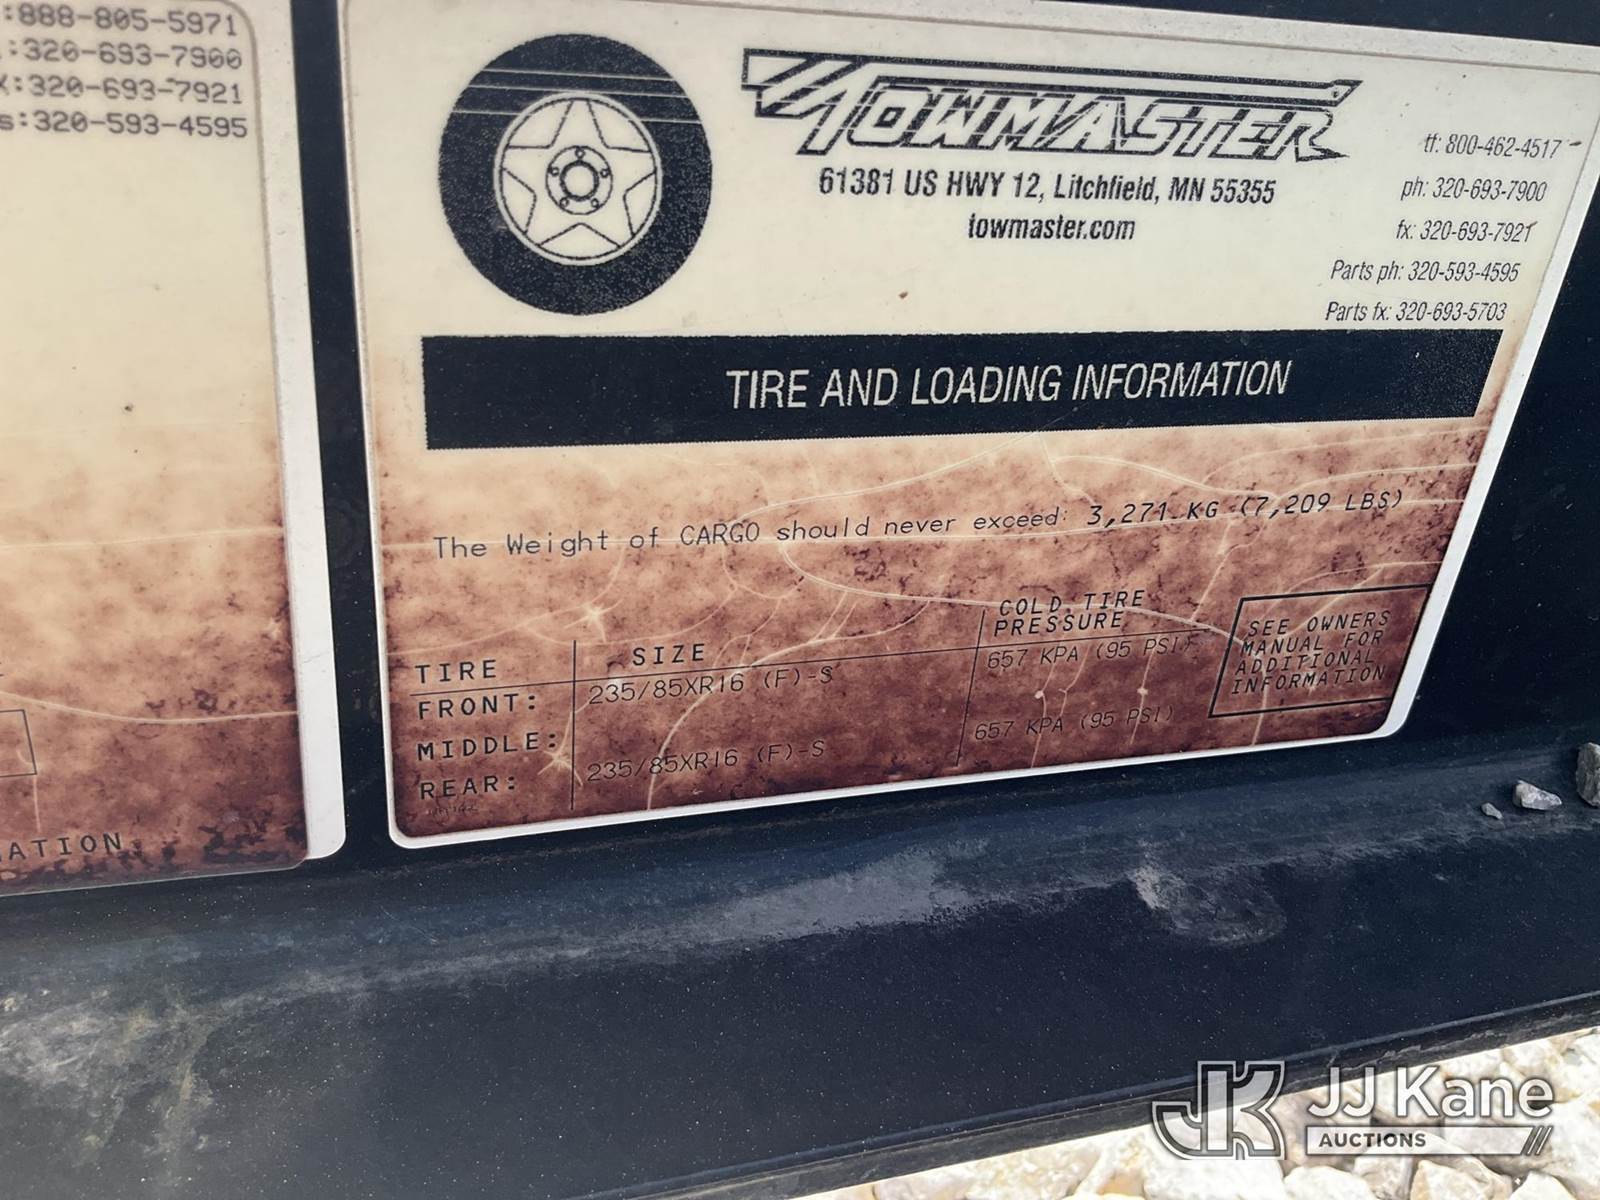 :888-805-5971
:320-693-7900
X:320-693-7921
s:320-593-4595
ATION
TOWMASTER
61381 US HWY 12, Litchfield, MN 55355
towmaster.com
tf: 800-462-4517
ph: 320-693-7900
fx: 320-693-7921
Parts ph: 320-593-4595
Parts fx: 320-693-5703
TIRE AND LOADING INFORMATION
The Weight of CARGO should never exceed: 3,271 KG (7,209 LBS)
TIRE SIZE COLD TIRE PRESSURE
FRONT: 235/85XR16 (F)-S 657 KPA (95 PSI)
MIDDLE:
REAR: 235/85XR16 (F)-S 657 KPA (95 PSI)
SEE OWNERS
MANUAL FOR
ADDITIONAL
INFORMATION
JK JJ Kane
AUCTIONS